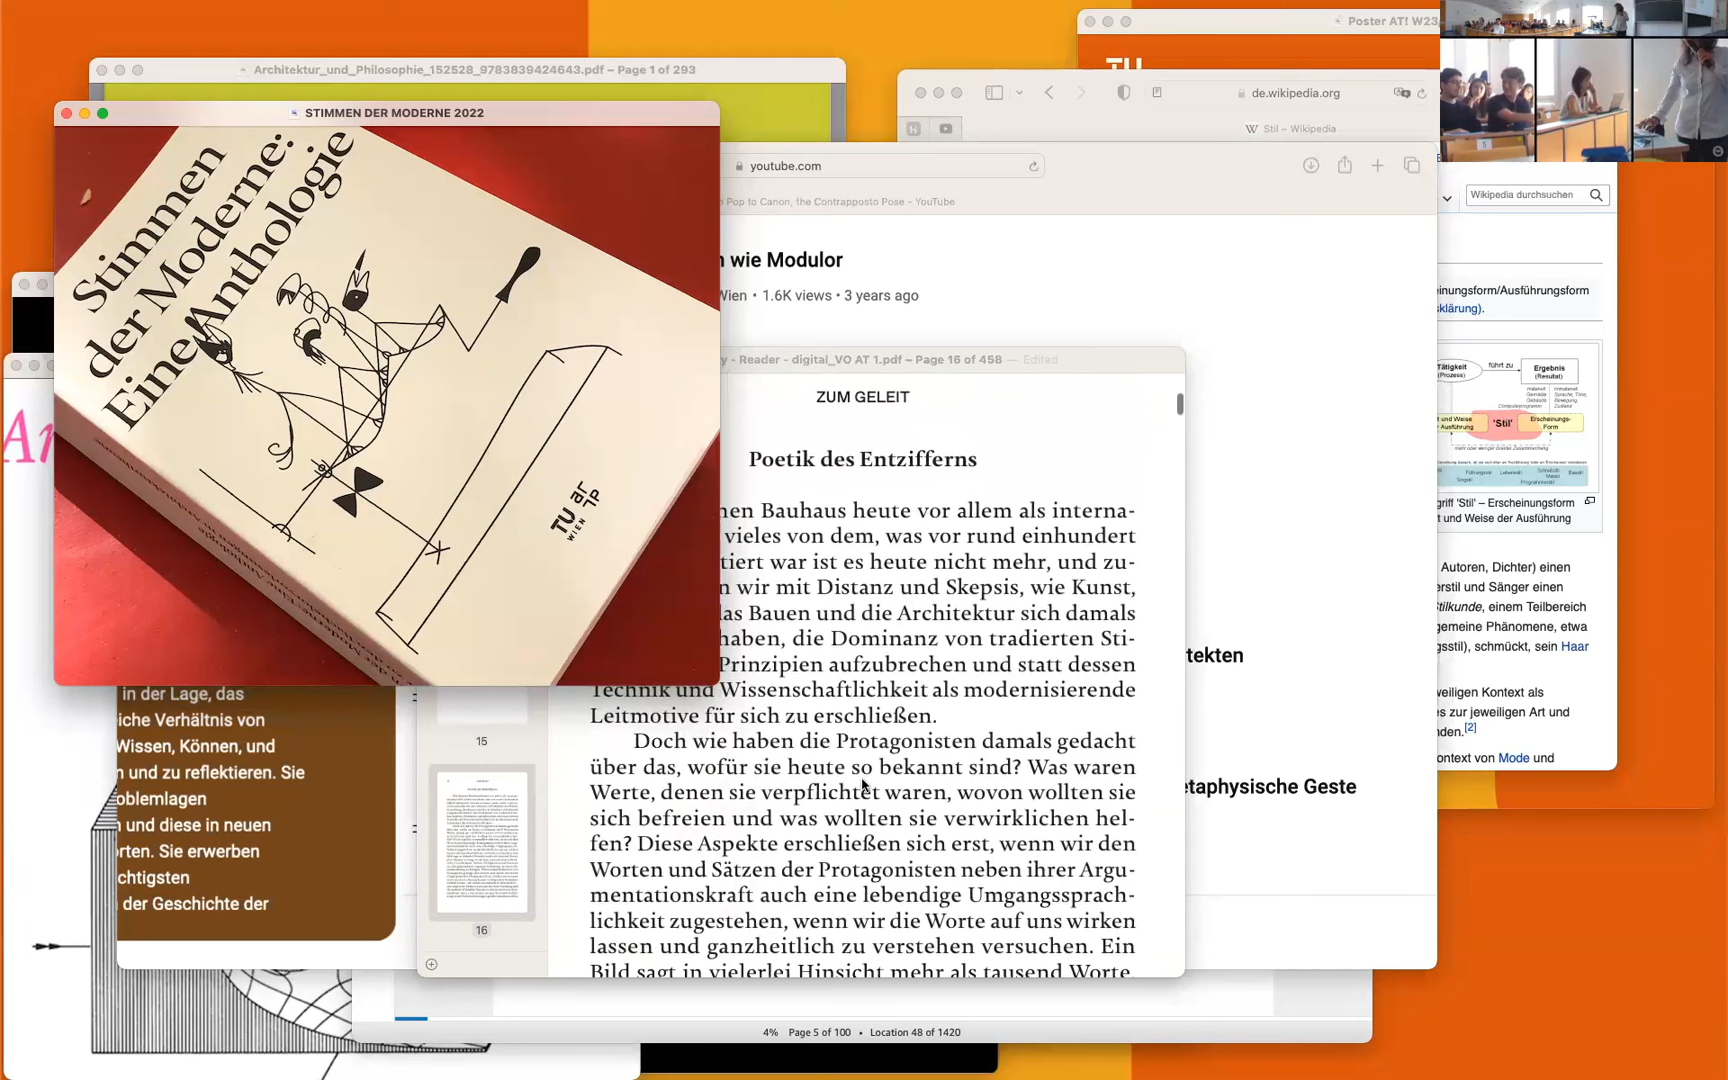 Poster AT! W23
TU
Architektur_und_Philosophie_152528_9783839424643.pdf – Page 1 of 293
de.wikipedia.org
STIMMEN DER MODERNE 2022
W Stil – Wikipedia
youtube.com
Pop to Canon, the Contrapposto Pose - YouTube
Wikipedia durchsuchen
Stimmen
der Moderne:
Eine Anthologie
TU
WIEN
wie Modulor
Wien • 1.6K views • 3 years ago
Reader - digital_VO AT 1.pdf – Page 16 of 458 — Edited
ZUM GELEIT
Poetik des Entzifferns
Bauhaus heute vor allem als interna-
vieles von dem, was vor rund einhundert
tiert war ist es heute nicht mehr, und zu-
wir mit Distanz und Skepsis, wie Kunst,
das Bauen und die Architektur sich damals
haben, die Dominanz von tradierten Sti-
Prinzipien aufzubrechen und statt dessen
Technik und Wissenschaftlichkeit als modernisierende
Leitmotive für sich zu erschließen.
Doch wie haben die Protagonisten damals gedacht
über das, wofür sie heute so bekannt sind? Was waren
Werte, denen sie verpflichtet waren, wovon wollten sie
sich befreien und was wollten sie verwirklichen hel-
fen? Diese Aspekte erschließen sich erst, wenn wir den
Worten und Sätzen der Protagonisten neben ihrer Argu-
mentationskraft auch eine lebendige Umgangssprach-
lichkeit zugestehen, wenn wir die Worte auf uns wirken
lassen und ganzheitlich zu verstehen versuchen. Ein
Bild sagt in vielerlei Hinsicht mehr als tausend Worte,
15
16
in der Lage, das
eiche Verhältnis von
Wissen, Können, und
n und zu reflektieren. Sie
oblemlagen
n und diese in neuen
orten. Sie erwerben
chtigsten
der Geschichte der
Ar
tekten
etaphysische Geste
einungsform/Ausführungsform
sklärung).
Tätigkeit
(Prozess)
führt zu
Ergebnis
(Resultat)
'Stil'
Erscheinungs-
Form
griff 'Stil' – Erscheinungsform
t und Weise der Ausführung
Autoren, Dichter) einen
erstil und Sänger einen
Stilkunde, einem Teilbereich
gemeine Phänomene, etwa
gsstil), schmückt, sein Haar
weiligen Kontext als
es zur jeweiligen Art und
nden.[2]
ontext von Mode und
4% Page 5 of 100 • Location 48 of 1420